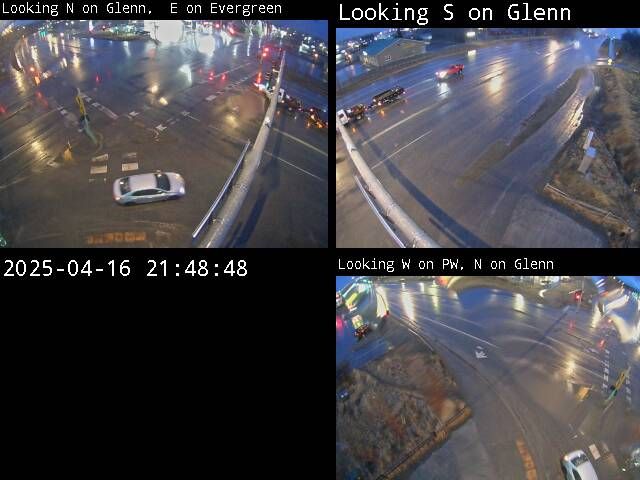 Looking N on Glenn,  E on Evergreen
Looking S on Glenn
2025-04-16 21:48:48
Looking W on PW, N on Glenn